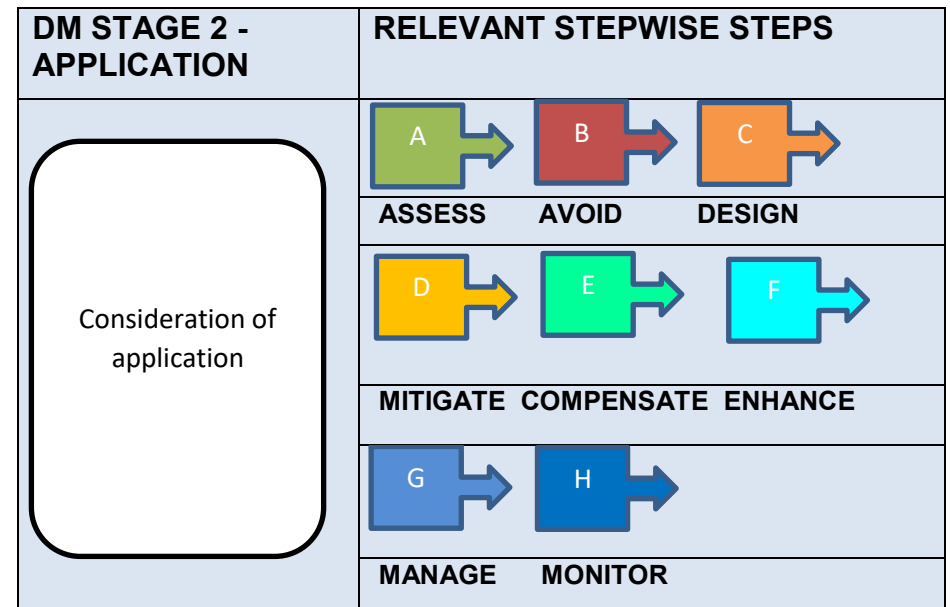 DM STAGE 2 -
APPLICATION
RELEVANT STEPWISE STEPS
Consideration of
application
A B C
ASSESS AVOID DESIGN
D E F
MITIGATE COMPENSATE ENHANCE
G H
MANAGE MONITOR